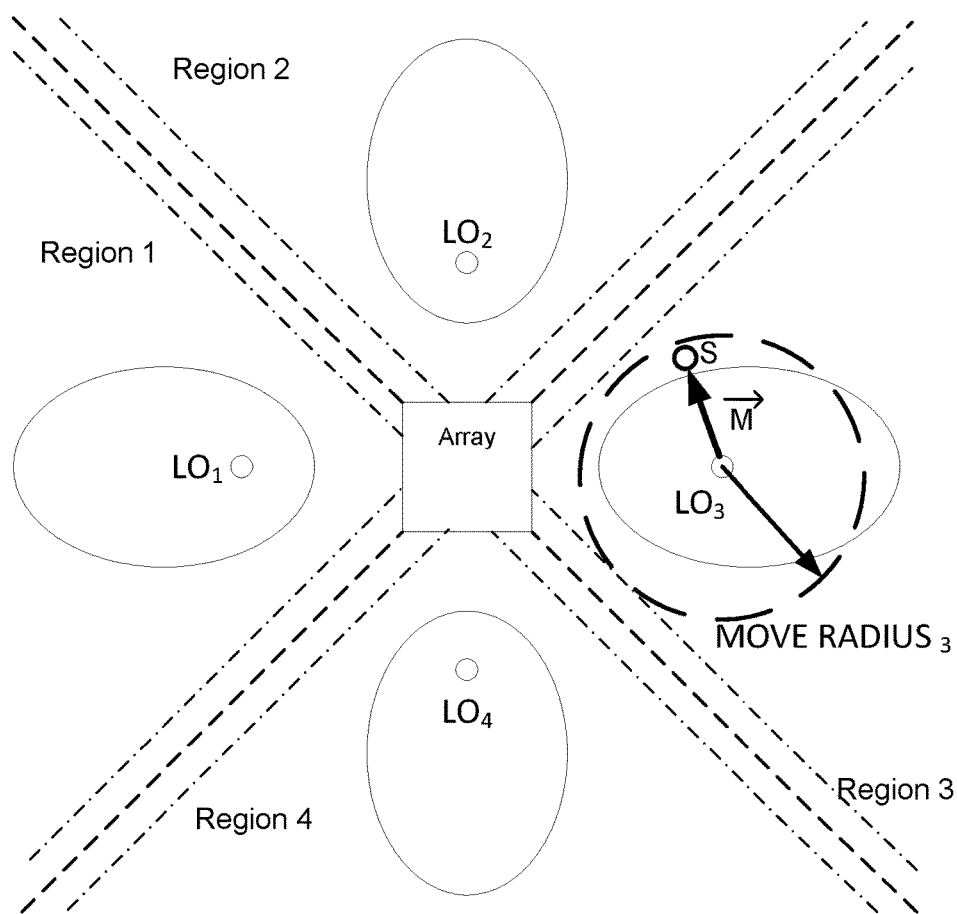 Region 2
LO2
Region 1
S
M
Array
LO1
LO3
MOVE RADIUS 3
LO4
Region 3
Region 4